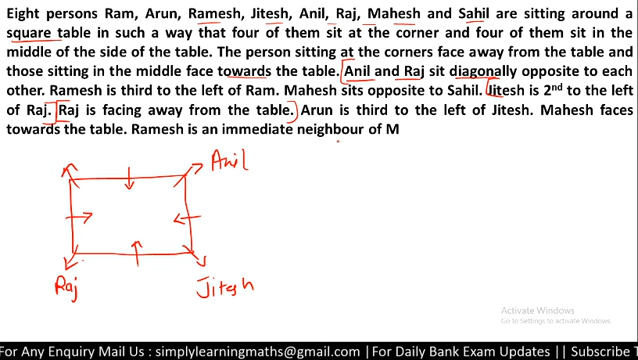 Eight persons Ram, Arun, Ramesh, Jitesh, Anil, Raj, Mahesh and Sahil are sitting around a
square table in such a way that four of them sit at the corner and four of them sit in the
middle of the side of the table. The person sitting at the corners face away from the table and
those sitting in the middle face towards the table. Anil and Raj sit diagonally opposite to each
other. Ramesh is third to the left of Ram. Mahesh sits opposite to Sahil. Jitesh is 2nd to the left
of Raj. Raj is facing away from the table. Arun is third to the left of Jitesh. Mahesh faces
towards the table. Ramesh is an immediate neighbour of M
Anil
Raj
Jitesh
Activate Windows
Go to Settings to activate Windows.
For Any Enquiry Mail Us : simplylearningmaths@gmail.com | For Daily Bank Exam Updates || Subscribe T